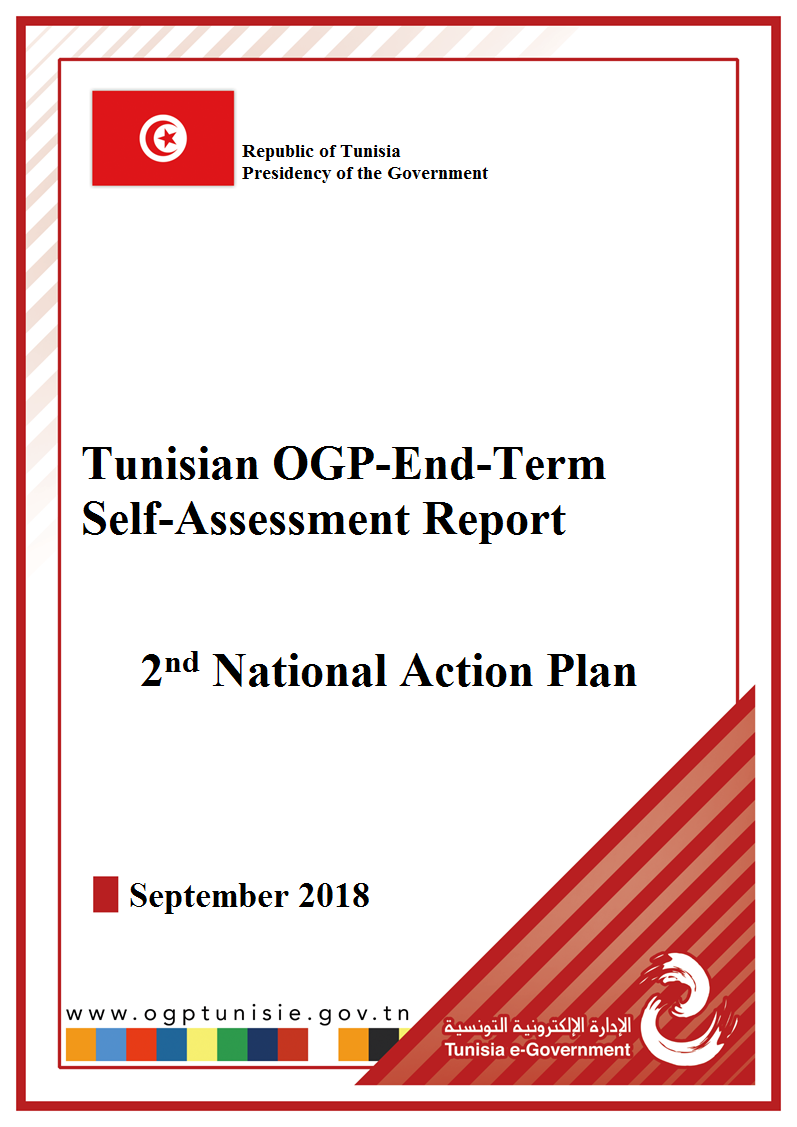 Republic of Tunisia
Presidency of the Government
Tunisian OGP-End-Term
Self-Assessment Report
2nd National Action Plan
September 2018
www.ogptunisie.gov.tn
الإدارة الإلكترونية التونسية
Tunisia e-Government